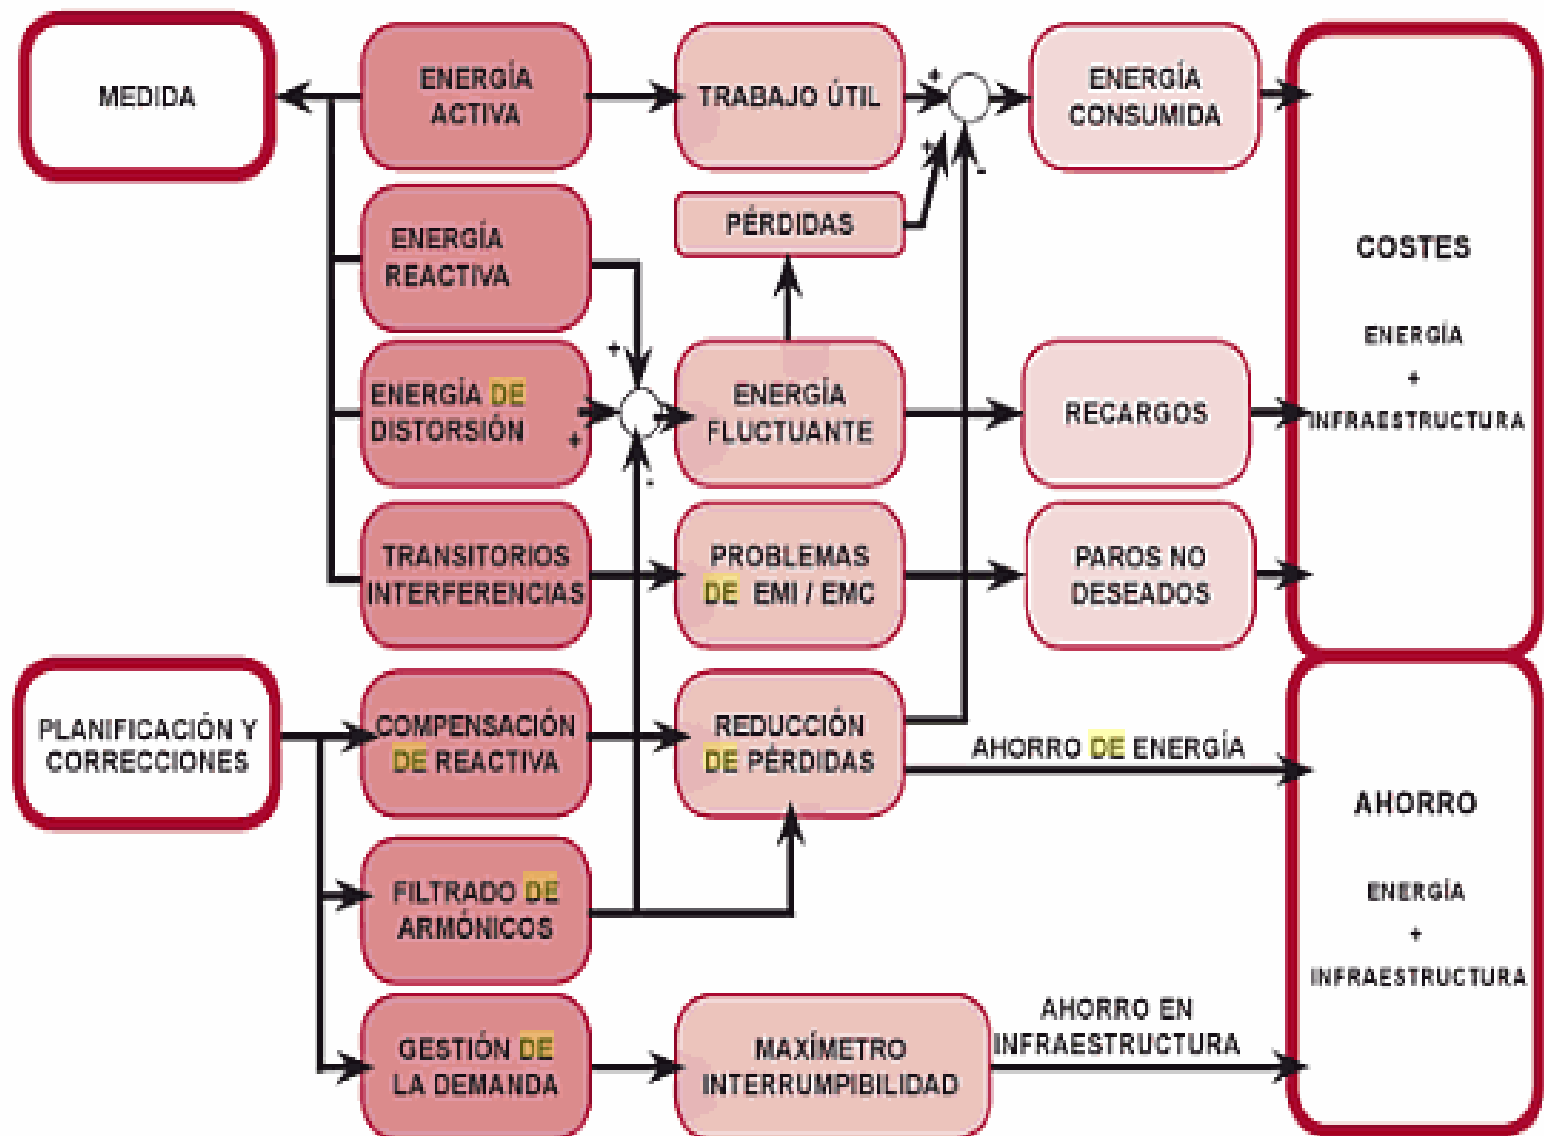 MEDIDA
ENERGÍA
ACTIVA
TRABAJO ÚTIL
+
ENERGÍA
CONSUMIDA
+
-
ENERGÍA
REACTIVA
PÉRDIDAS
COSTES
ENERGÍA
+
INFRAESTRUCTURA
+
ENERGÍA DE
DISTORSIÓN
+
-
ENERGÍA
FLUCTUANTE
RECARGOS
TRANSITORIOS
INTERFERENCIAS
PROBLEMAS
DE EMI / EMC
PAROS NO
DESEADOS
PLANIFICACIÓN Y
CORRECCIONES
COMPENSACIÓN
DE REACTIVA
REDUCCIÓN
DE PÉRDIDAS
AHORRO DE ENERGÍA
AHORRO
ENERGÍA
+
INFRAESTRUCTURA
FILTRADO DE
ARMÓNICOS
GESTIÓN DE
LA DEMANDA
MAXÍMETRO
INTERRUMPIBILIDAD
AHORRO EN
INFRAESTRUCTURA